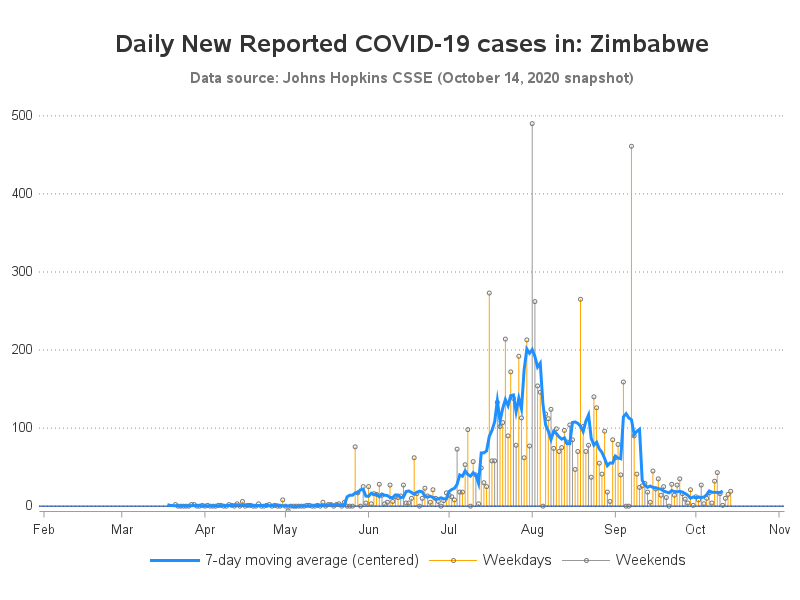 Daily New Reported COVID-19 cases in: Zimbabwe
Data source: Johns Hopkins CSSE (October 14, 2020 snapshot)
500
400
300
200
100
0
Feb Mar Apr May Jun Jul Aug Sep Oct Nov
7-day moving average (centered) Weekdays Weekends